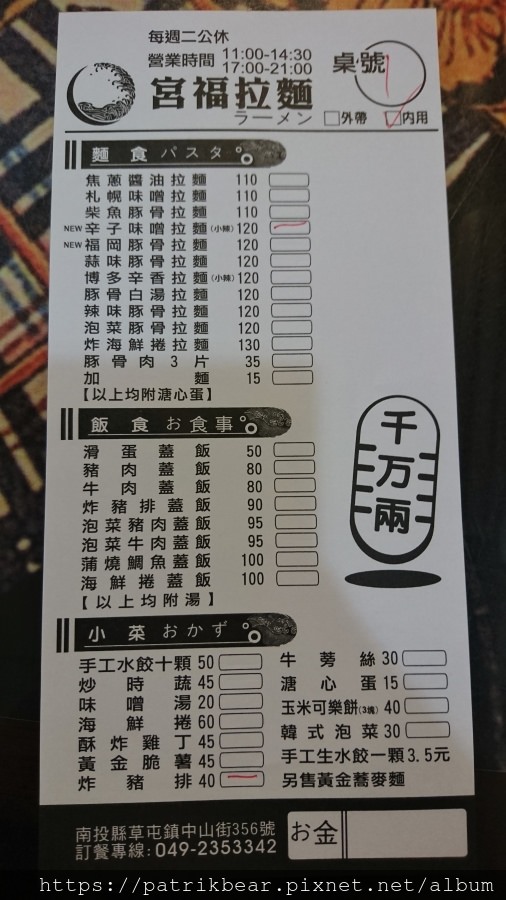 每週二公休
營業時間 11:00-14:30
17:00-21:00
桌號 1
宮福拉麵
ラーメン □外帶 □内用
麵食 パスタ
焦蔥醬油拉麵 110
札幌味噌拉麵 110
柴魚豚骨拉麵 110
NEW 辛子味噌拉麵(小辣) 120
NEW 福岡豚骨拉麵 120
蒜味豚骨拉麵 120
博多辛香拉麵(小辣) 120
豚骨白湯拉麵 120
辣味豚骨拉麵 120
泡菜豚骨拉麵 120
炸海鮮捲拉麵 130
豚骨肉3片 35
加麵 15
【以上均附溏心蛋】
飯食 お食事
滑蛋蓋飯 50
豬肉蓋飯 80
牛肉蓋飯 80
炸豬排蓋飯 90
泡菜豬肉蓋飯 95
泡菜牛肉蓋飯 95
蒲燒鯛魚蓋飯 100
海鮮捲蓋飯 100
【以上均附湯】
千万兩
小菜 おかず
手工水餃十顆 50
炒時蔬 45
味噌湯 20
海鮮捲 60
酥炸雞丁 45
黃金脆薯 45
炸豬排 40
牛蒡絲 30
溏心蛋 15
玉米可樂餅(3塊) 40
韓式泡菜 30
手工生水餃一顆3.5元
另售黃金蕎麥麵
南投縣草屯鎮中山街356號
訂餐專線:049-2353342
お金
https://patrikbear.pixnet.net/album